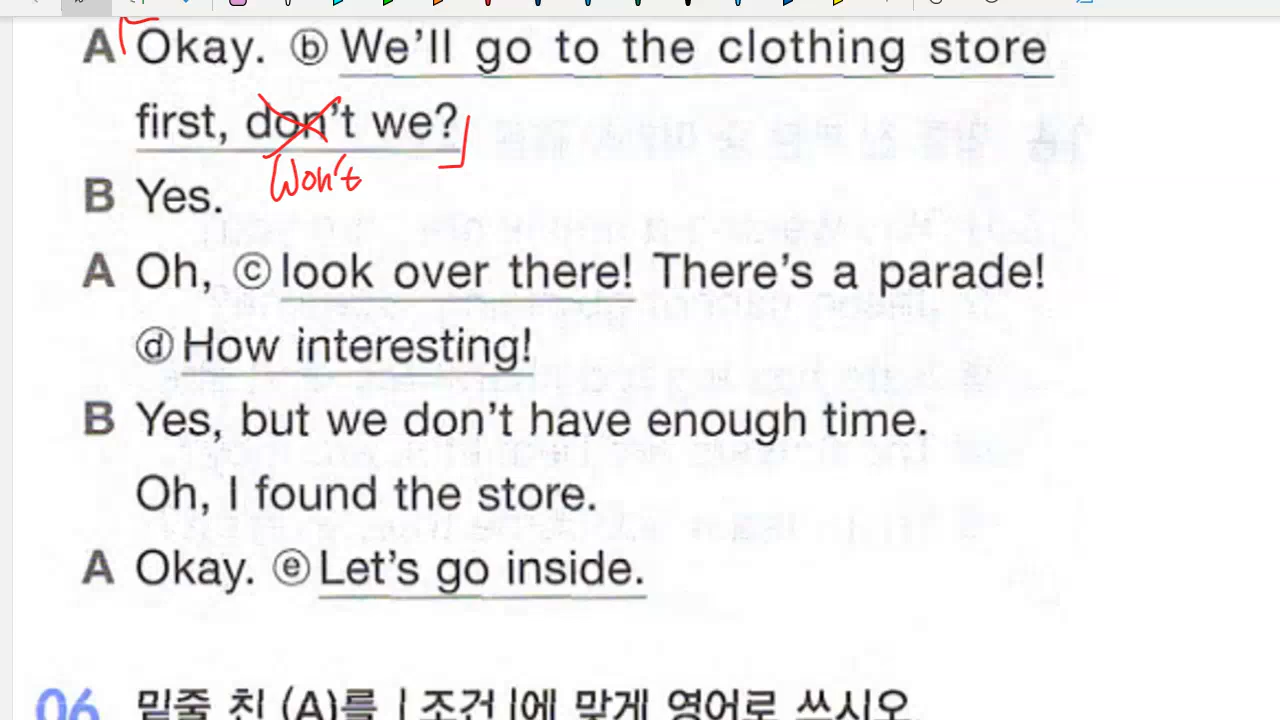 A Okay. ⓑ We'll go to the clothing store
first, don't we?
Won't
B Yes.
A Oh, ⓒ look over there! There's a parade!
ⓓ How interesting!
B Yes, but we don't have enough time.
Oh, I found the store.
A Okay. ⓔ Let's go inside.
06 밑줄 친 (A)를 |조건|에 맞게 영어로 쓰시오.